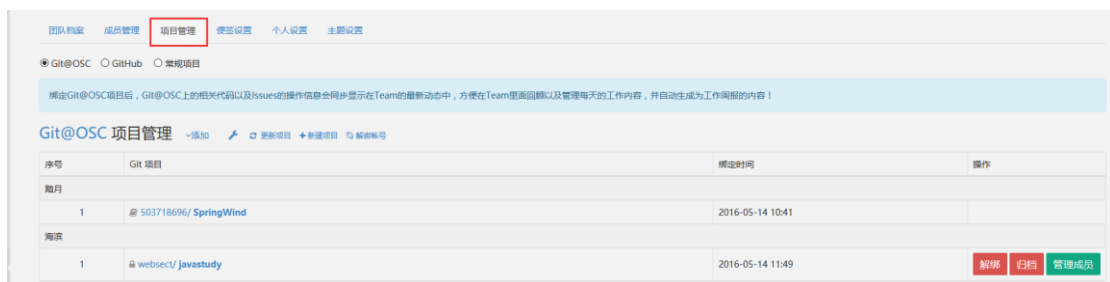 团队档案 成员管理 项目管理 便签设置 个人设置 主题设置
Git@OSC GitHub 常规项目
绑定Git@OSC项目后，Git@OSC上的相关代码以及Issues的操作信息会同步显示在Team的最新动态中，方便在Team里面回顾以及管理每天的工作内容，并自动生成为工作周报的内容！
Git@OSC 项目管理 添加 更新项目 新建项目 解绑帐号
序号 Git 项目 绑定时间 操作
踏月
1 503718696/ SpringWind 2016-05-14 10:41
海滨
1 websect/ javastudy 2016-05-14 11:49 解绑 归档 管理成员